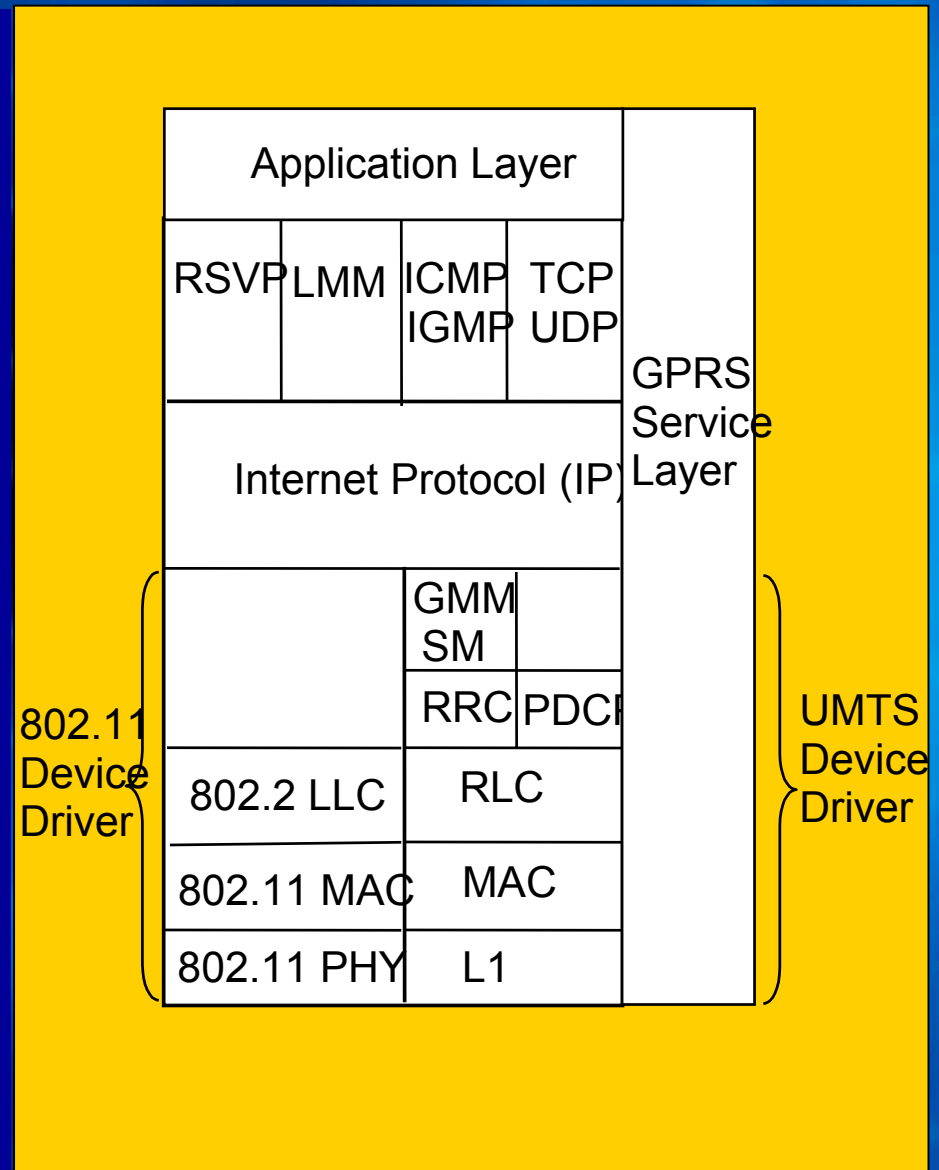 Application Layer
RSVP
LMM
ICMP
IGMP
TCP
UDP
GPRS
Service
Layer
Internet Protocol (IP)
GMM
SM
RRC
PDCP
802.11
Device
Driver
UMTS
Device
Driver
802.2 LLC
RLC
802.11 MAC
MAC
802.11 PHY
L1